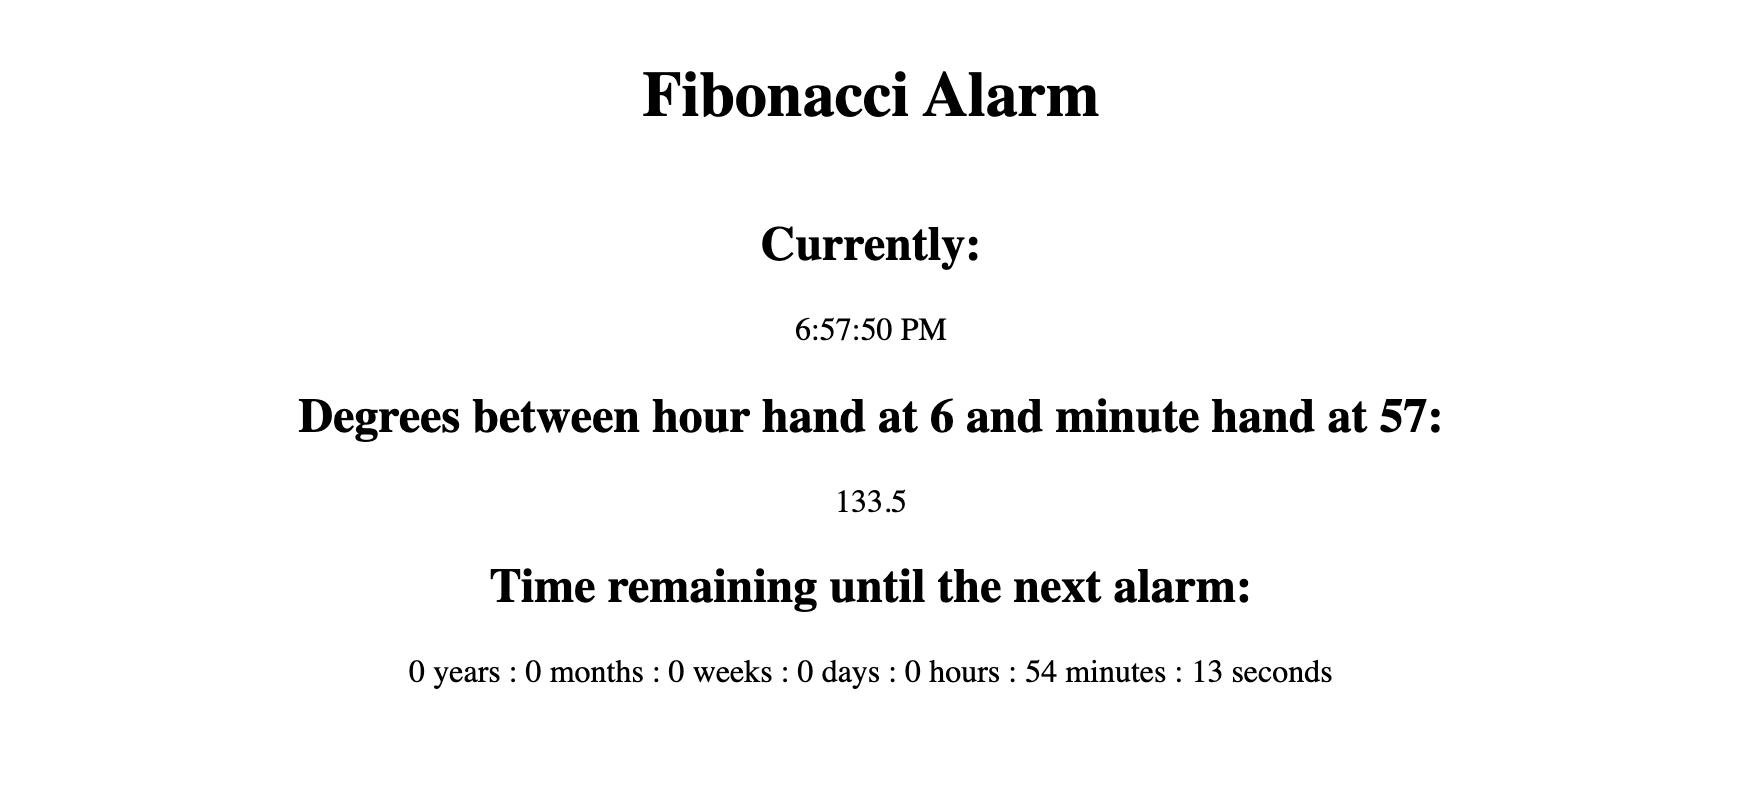 Fibonacci Alarm
Currently:
6:57:50 PM
Degrees between hour hand at 6 and minute hand at 57:
133.5
Time remaining until the next alarm:
0 years : 0 months : 0 weeks : 0 days : 0 hours : 54 minutes : 13 seconds